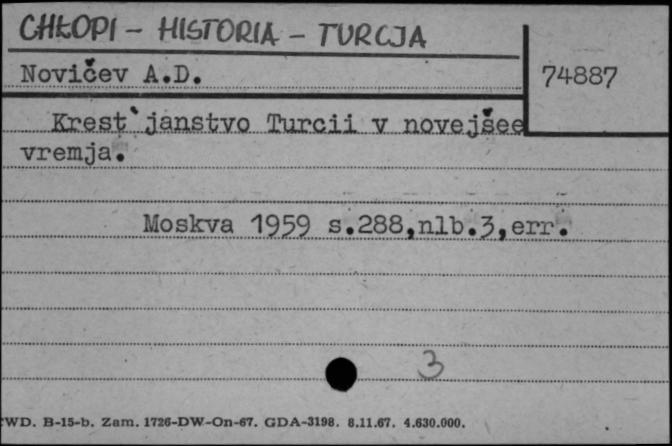 CHŁOPI - HISTORIA - TURCJA
Novičev A.D.
74887
Krest`janstvo Turcii v novejšee
vremja.
Moskva 1959 s.288,nlb.3,err.
3
WD. B-15-b. Zam. 1726-DW-On-67. GDA-3198. 8.11.67. 4.630.000.